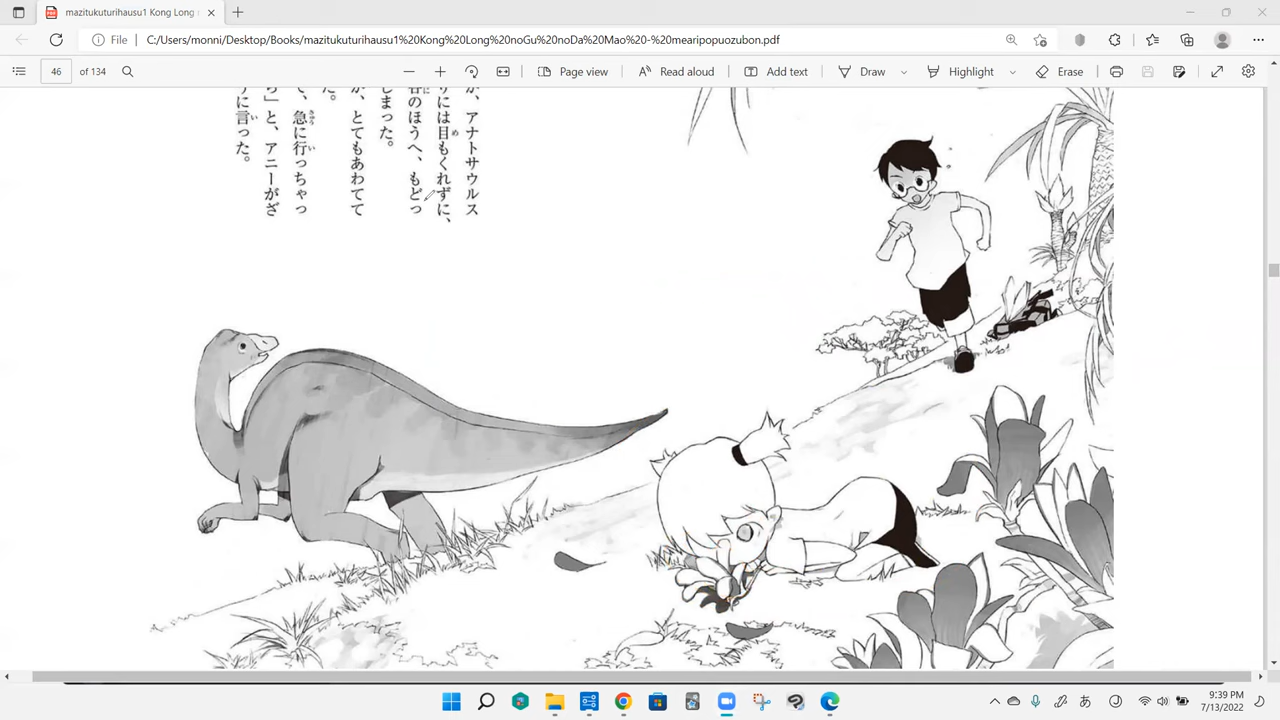 mazitukuturihausu1 Kong Long
File
C:/Users/monni/Desktop/Books/mazitukuturihausu1%20Kong%20Long%20noGu%20noDa%20Mao%20-%20mearipopuozubon.pdf
46 of 134
Page view
Read aloud
Add text
Draw
Highlight
Erase
、アナトサウルス
りには目もくれずに、
のほうへ、もどっ
しまった。
が、とてもあわてて
た。
て、急に行っちゃっ
ら」と、アニーがざ
うに言った。
9:39 PM
7/13/2022